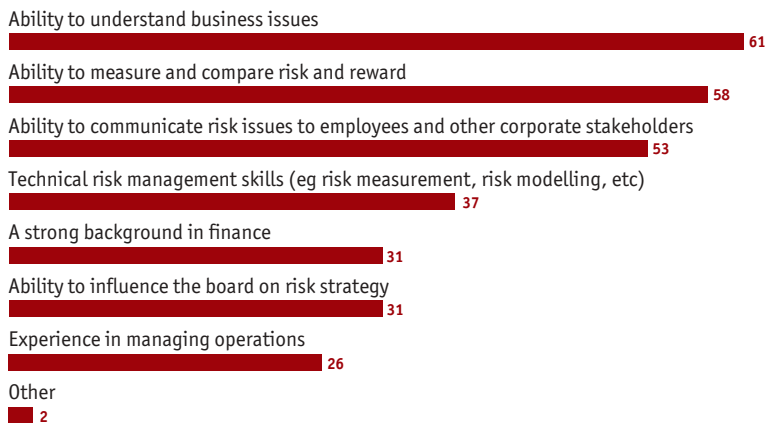 Ability to understand business issues
61
Ability to measure and compare risk and reward
58
Ability to communicate risk issues to employees and other corporate stakeholders
53
Technical risk management skills (eg risk measurement, risk modelling, etc)
37
A strong background in finance
31
Ability to influence the board on risk strategy
31
Experience in managing operations
26
Other
2